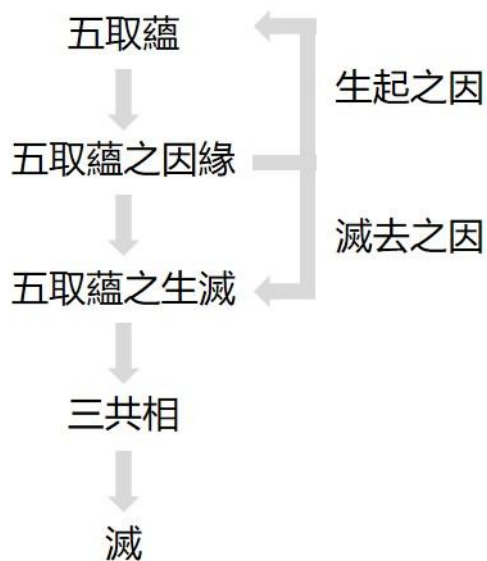 五取蘊
生起之因
五取蘊之因緣
滅去之因
五取蘊之生滅
三共相
滅